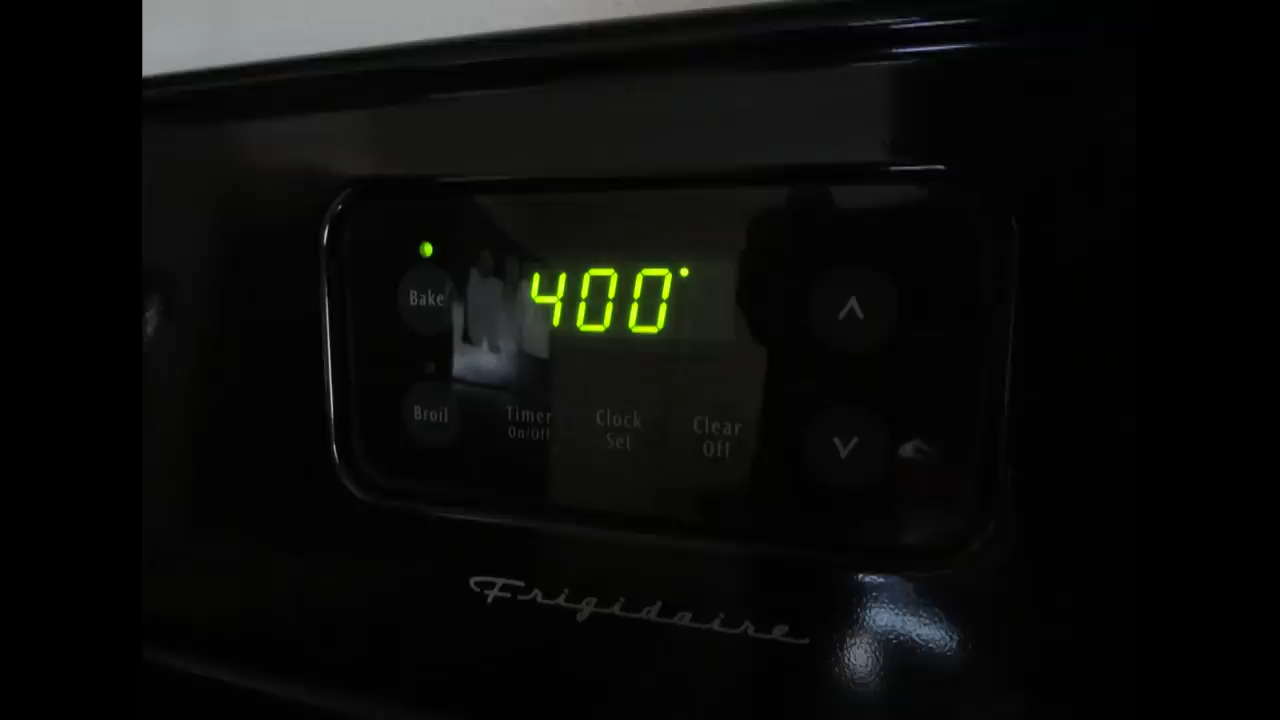 400°
Bake
Broil
Timer
On/Off
Clock
Set
Clear
Off
Frigidaire